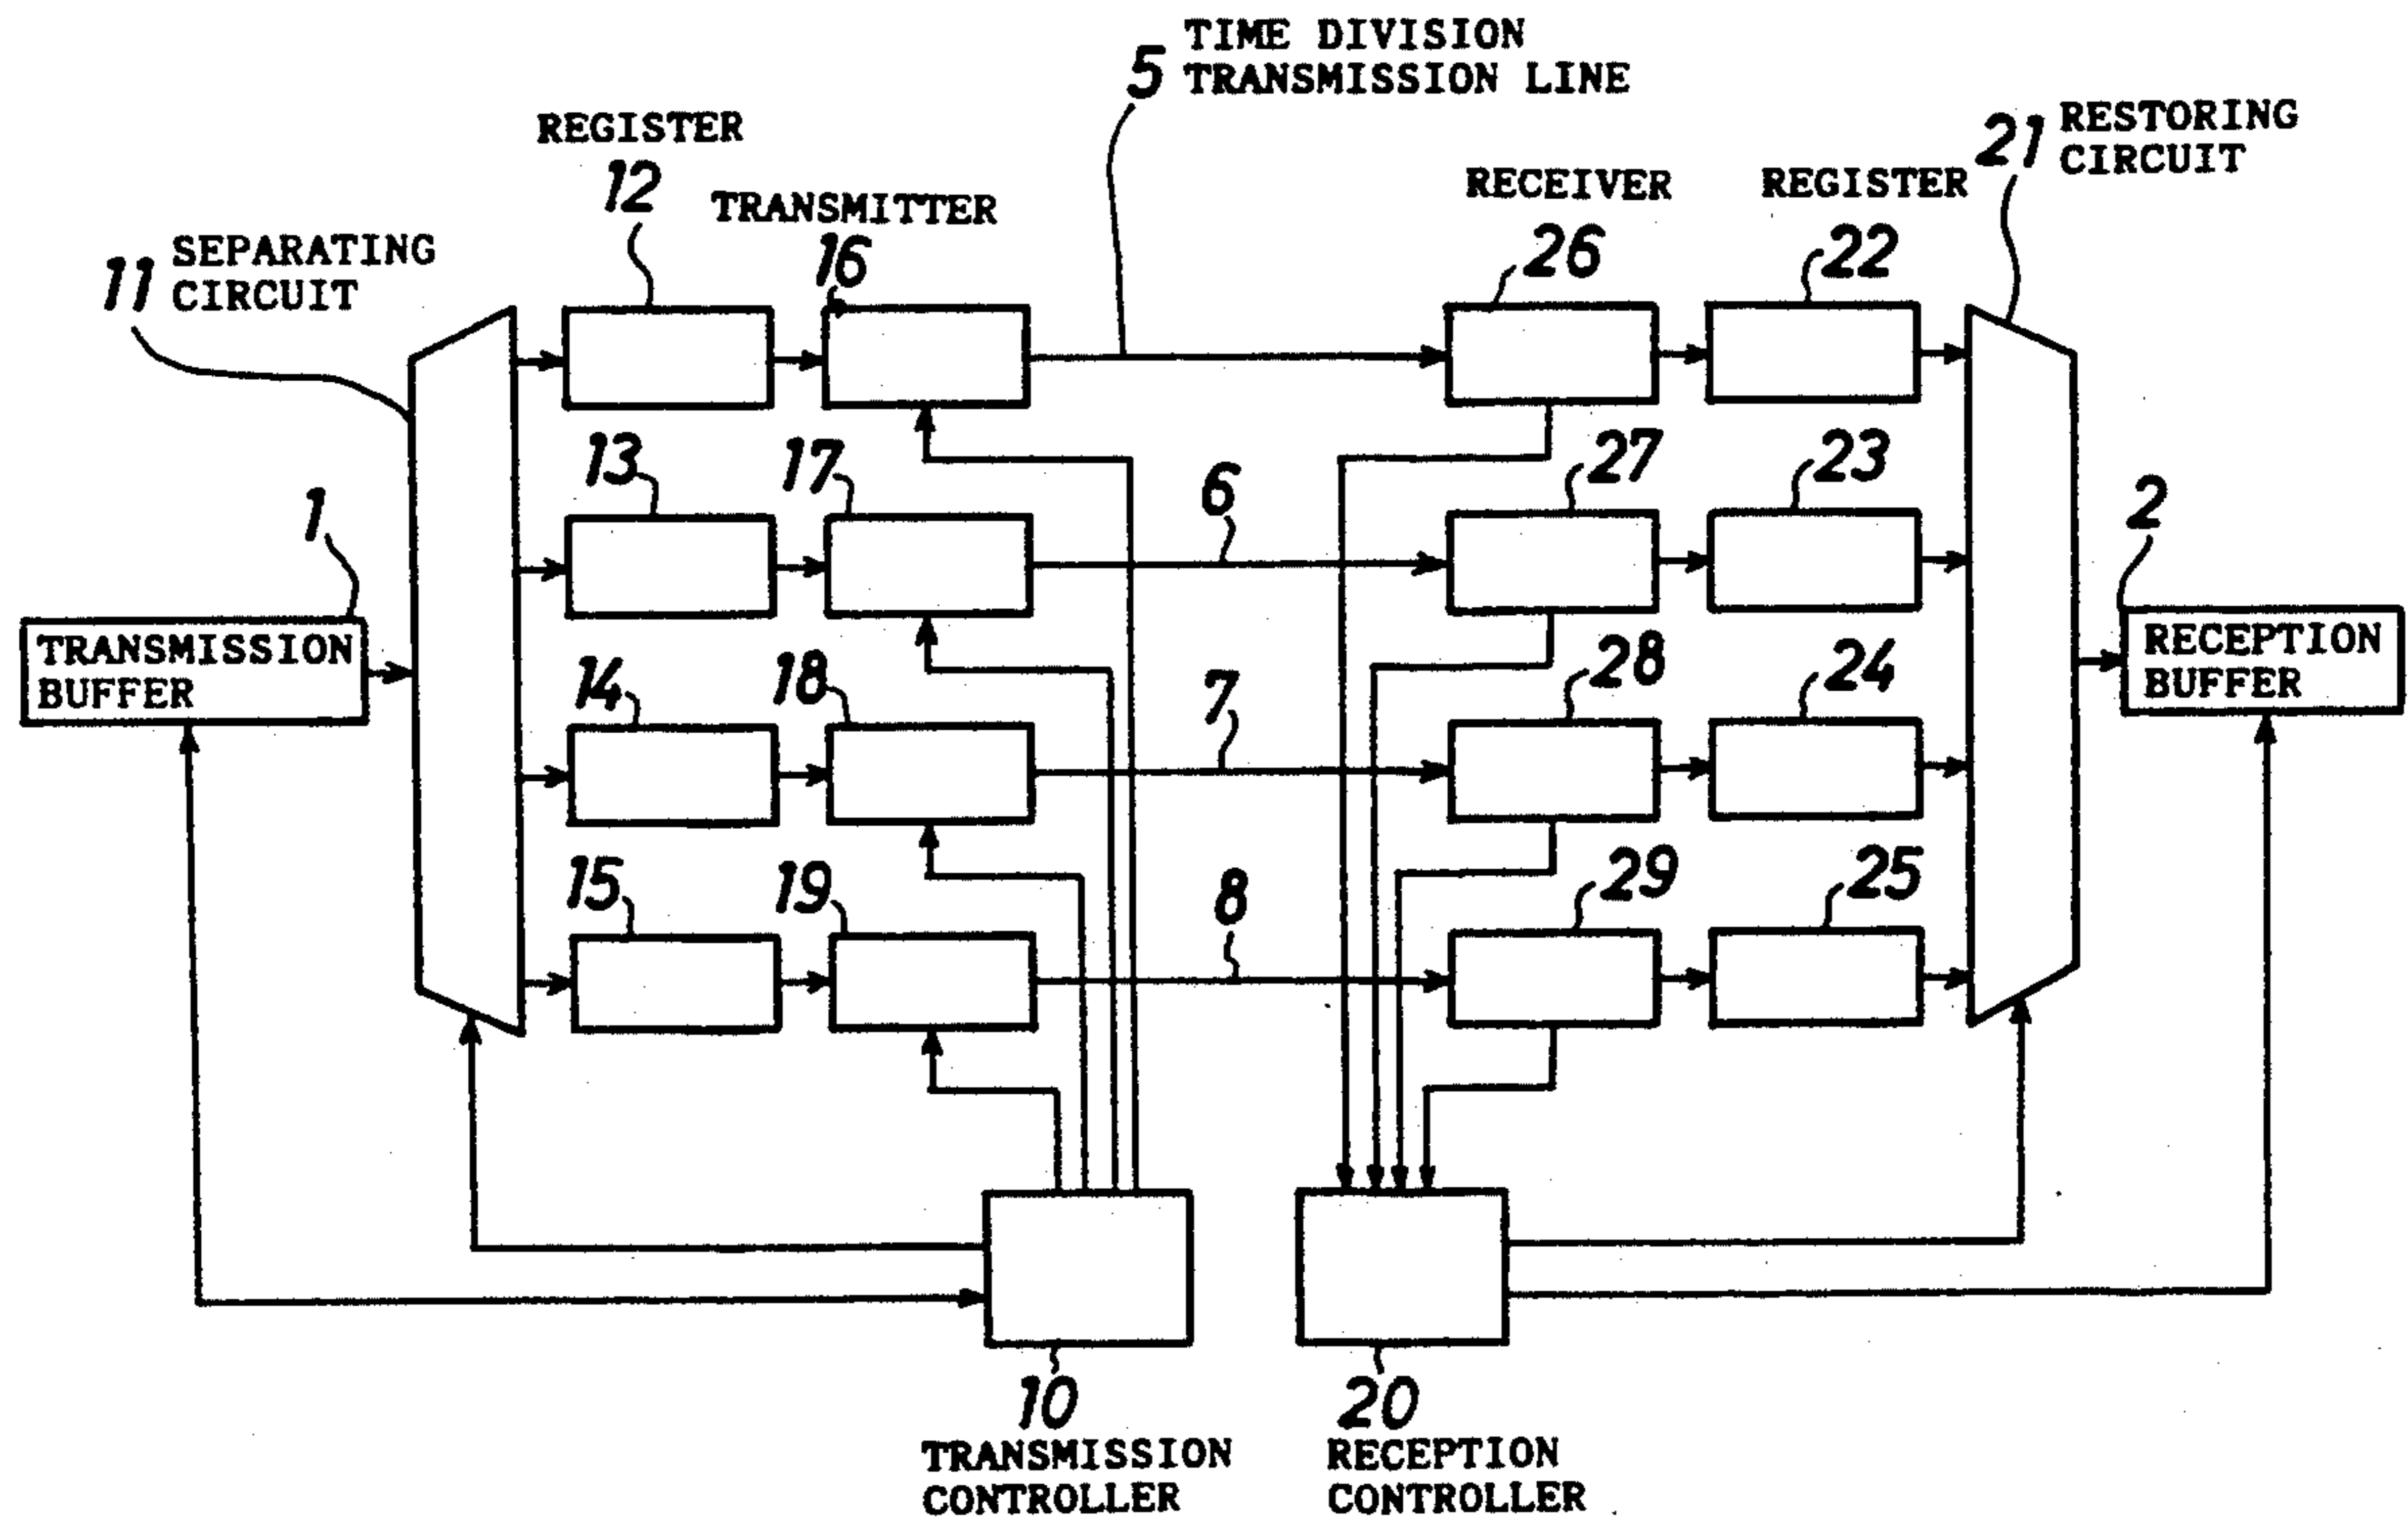 TIME DIVISION
5 TRANSMISSION LINE
REGISTER
12
TRANSMITTER
16
RECEIVER
26
REGISTER
22
21 RESTORING
CIRCUIT
11 SEPARATING
CIRCUIT
13
17
6
27
23
1
2
TRANSMISSION
BUFFER
RECEPTION
BUFFER
14
18
7
28
24
15
19
8
29
25
10
TRANSMISSION
CONTROLLER
20
RECEPTION
CONTROLLER